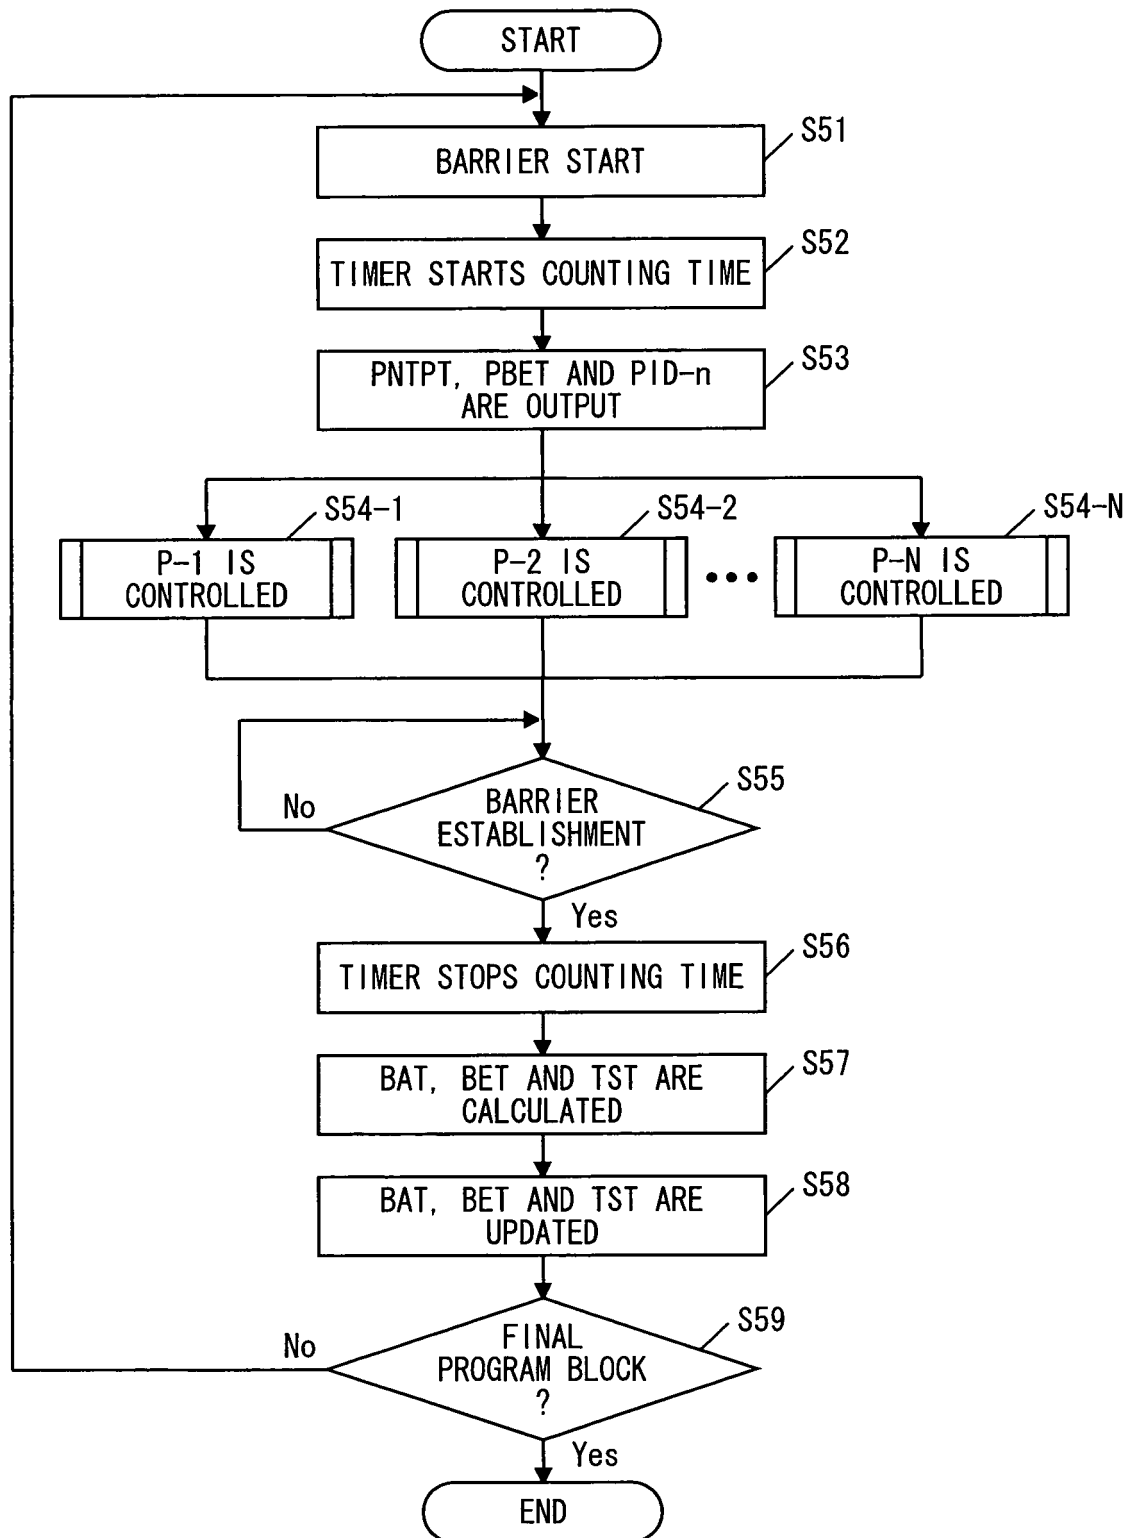 START
BARRIER START
S51
TIMER STARTS COUNTING TIME
S52
PNTPT, PBET AND PID-n
ARE OUTPUT
S53
S54-1
S54-2
S54-N
P-1 IS
CONTROLLED
P-2 IS
CONTROLLED
•••
P-N IS
CONTROLLED
BARRIER
ESTABLISHMENT
?
S55
No
Yes
TIMER STOPS COUNTING TIME
S56
BAT, BET AND TST ARE
CALCULATED
S57
BAT, BET AND TST ARE
UPDATED
S58
FINAL
PROGRAM BLOCK
?
S59
No
Yes
END